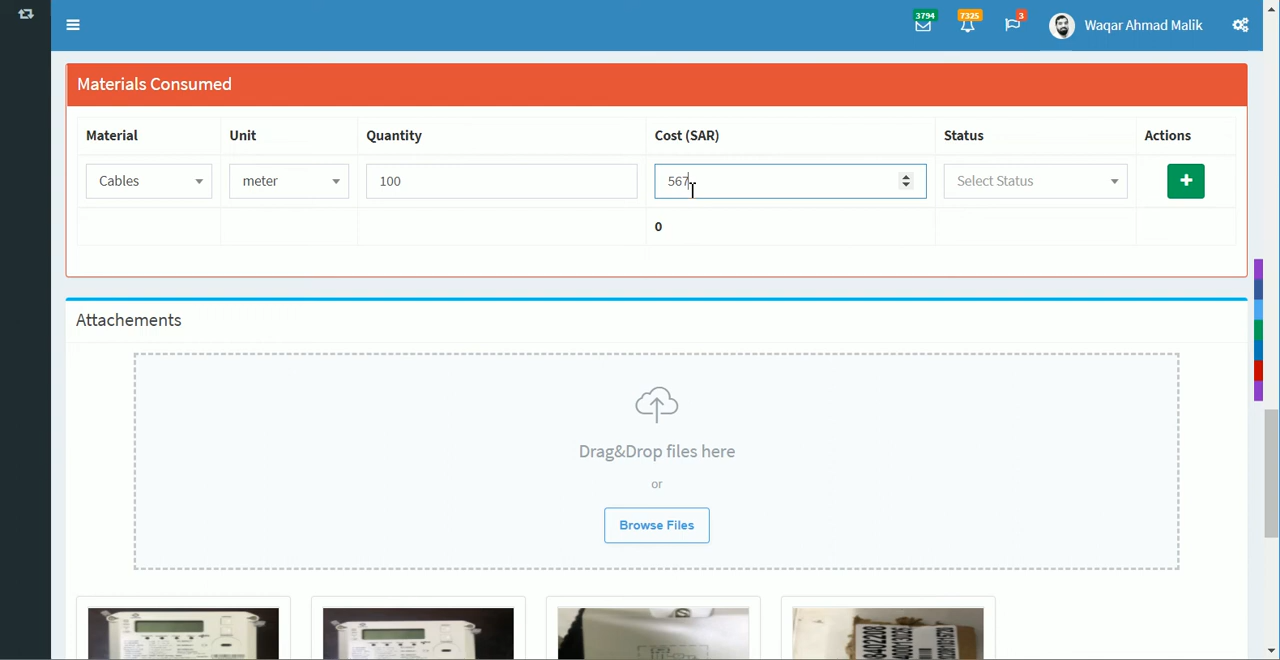 3794
7325
3
Waqar Ahmad Malik
Materials Consumed
Material Unit Quantity Cost (SAR) Status Actions
Cables meter 100 567 Select Status +
0
Attachements
Drag&Drop files here
or
Browse Files